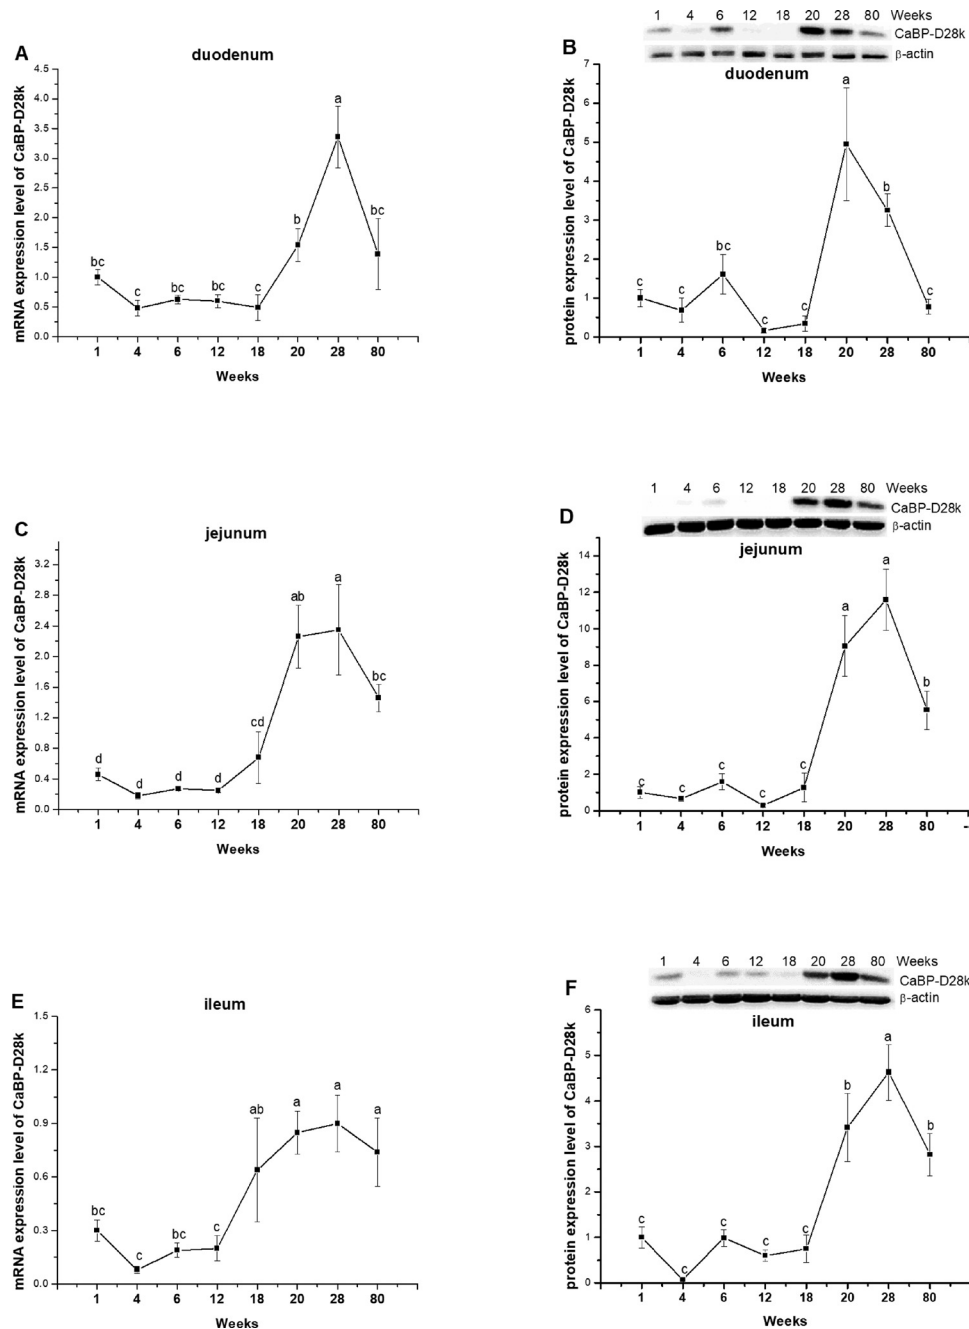 A
duodenum
mRNA expression level of CaBP-D28k
4.5
4.0
3.5
3.0
2.5
2.0
1.5
1.0
0.5
0.0
bc c bc bc c b a bc
1 4 6 12 18 20 28 80
Weeks
1 4 6 12 18 20 28 80 Weeks
CaBP-D28k
β-actin
B
duodenum
protein expression level of CaBP-D28k
7
6
5
4
3
2
1
0
c c bc c c a b c
1 4 6 12 18 20 28 80
Weeks
C
jejunum
mRNA expression level of CaBP-D28k
3.2
2.8
2.4
2.0
1.6
1.2
0.8
0.4
0.0
d d d d cd ab a bc
1 4 6 12 18 20 28 80
Weeks
1 4 6 12 18 20 28 80 Weeks
CaBP-D28k
β-actin
D
jejunum
protein expression level of CaBP-D28k
14
12
10
8
6
4
2
0
c c c c c a a b
1 4 6 12 18 20 28 80 --
Weeks
E
ileum
mRNA expression level of CaBP-D28k
1.5
1.2
0.9
0.6
0.3
0.0
bc c bc c ab a a a
1 4 6 12 18 20 28 80
Weeks
1 4 6 12 18 20 28 80 Weeks
CaBP-D28k
β-actin
F
ileum
protein expression level of CaBP-D28k
6
5
4
3
2
1
0
c c c c c b a b
1 4 6 12 18 20 28 80
Weeks